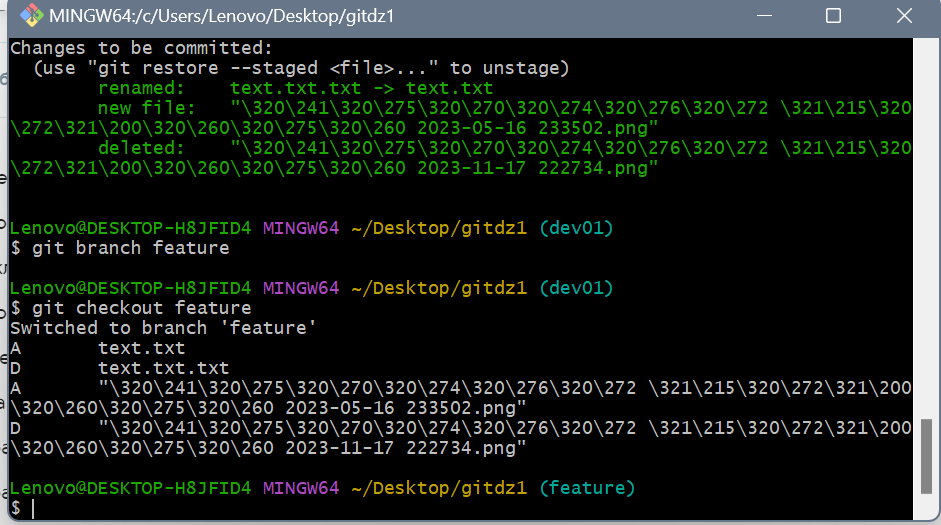 MINGW64:/c/Users/Lenovo/Desktop/gitdz1
Changes to be committed:
  (use "git restore --staged <file>..." to unstage)
        renamed:    text.txt.txt -> text.txt
        new file:   "\320\241\320\275\320\270\320\274\320\276\320\272 \321\215\320
\272\321\200\320\260\320\275\320\260 2023-05-16 233502.png"
        deleted:    "\320\241\320\275\320\270\320\274\320\276\320\272 \321\215\320
\272\321\200\320\260\320\275\320\260 2023-11-17 222734.png"
Lenovo@DESKTOP-H8JFID4 MINGW64 ~/Desktop/gitdz1 (dev01)
$ git branch feature
Lenovo@DESKTOP-H8JFID4 MINGW64 ~/Desktop/gitdz1 (dev01)
$ git checkout feature
Switched to branch 'feature'
A       text.txt
D       text.txt.txt
A       "\320\241\320\275\320\270\320\274\320\276\320\272 \321\215\320\272\321\200
\320\260\320\275\320\260 2023-05-16 233502.png"
D       "\320\241\320\275\320\270\320\274\320\276\320\272 \321\215\320\272\321\200
\320\260\320\275\320\260 2023-11-17 222734.png"
Lenovo@DESKTOP-H8JFID4 MINGW64 ~/Desktop/gitdz1 (feature)
$